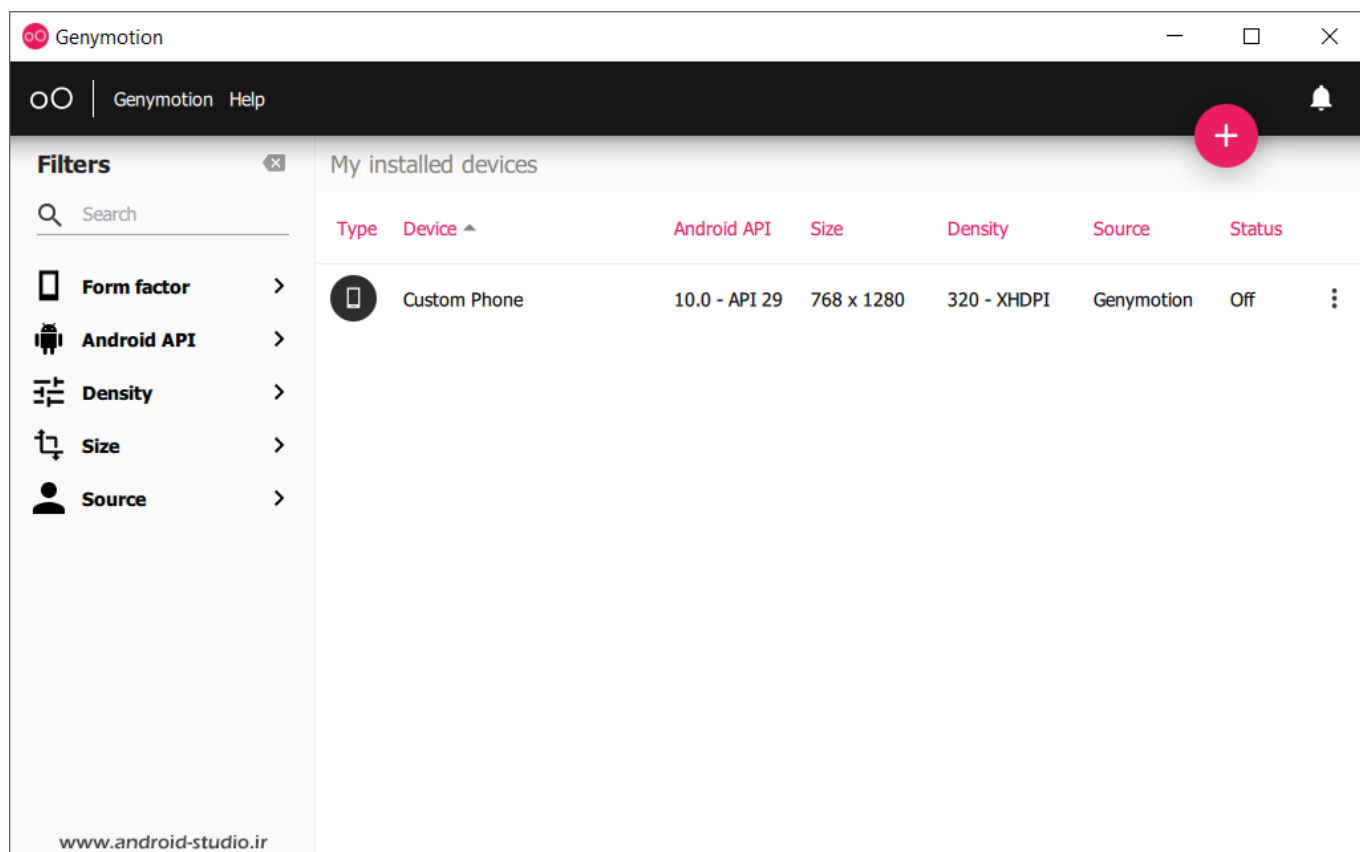 Genymotion
Genymotion Help
Filters
Search
Form factor
Android API
Density
Size
Source
My installed devices
Type Device Android API Size Density Source Status
Custom Phone 10.0 - API 29 768 x 1280 320 - XHDPI Genymotion Off
www.android-studio.ir